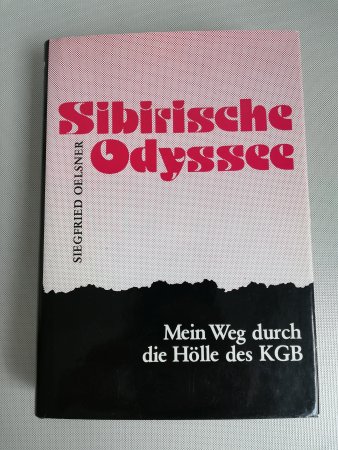 Sibirische
Odyssee
SIEGFRIED OELSNER
Mein Weg durch
die Hölle des KGB